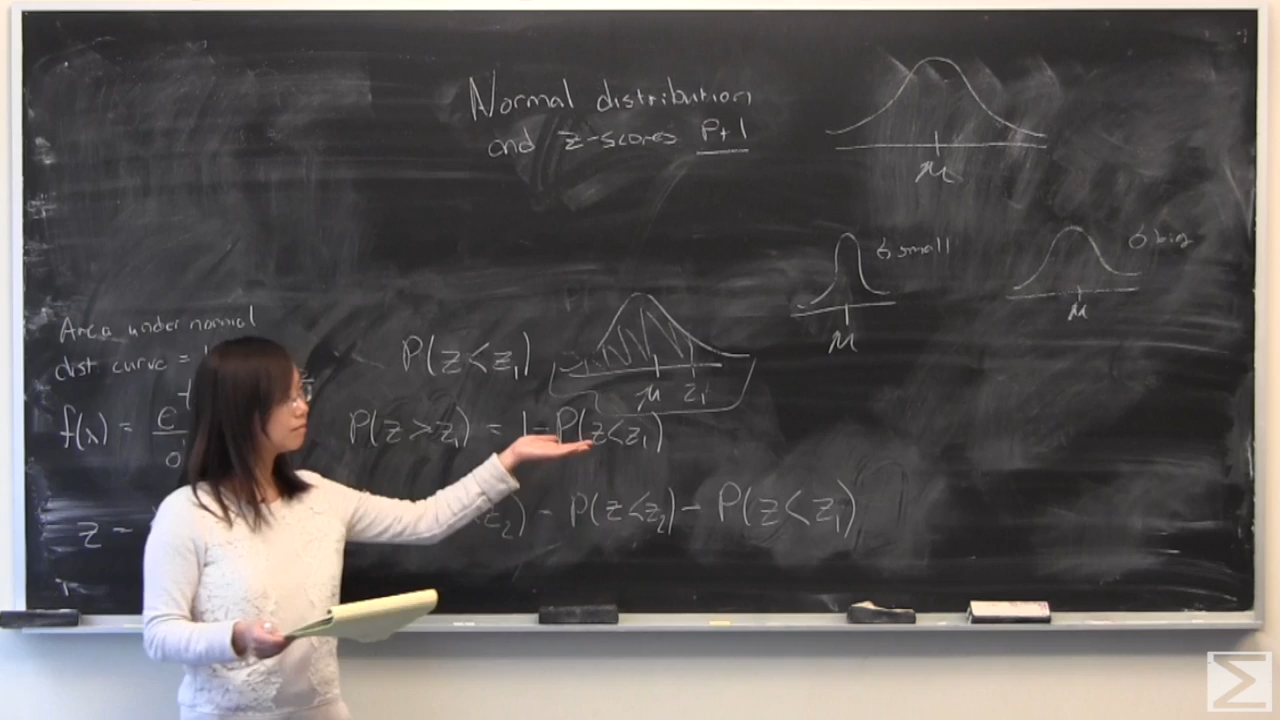 Normal distribution
and z-scores Pt 1
μ
σ small
μ
σ big
μ
Area under normal
dist. curve =
P(z<z₁)
μ z₁
f(x) = e
P(z>z₁) = 1-P(z<z₁)
z =
z₂) = P(z<z₂) - P(z<z₁)
Σ